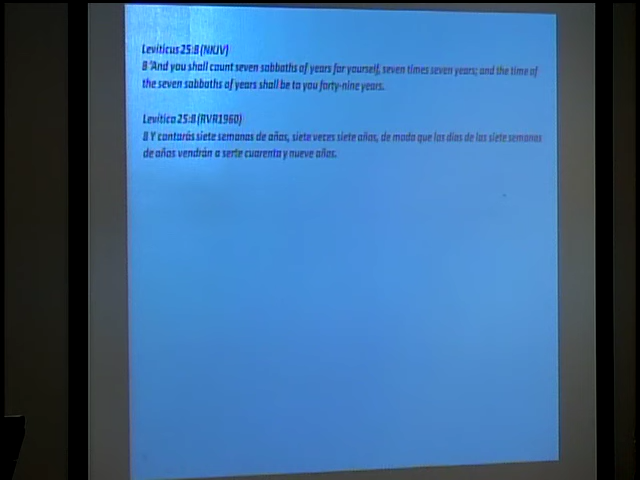 Leviticus 25:8 (NKJV)
8 "And you shall count seven sabbaths of years for yourself, seven times seven years; and the time of
the seven sabbaths of years shall be to you forty-nine years.
Levítico 25:8 (RVR1960)
8 Y contarás siete semanas de años, siete veces siete años, de modo que los días de las siete semanas
de años vendrán a serte cuarenta y nueve años.